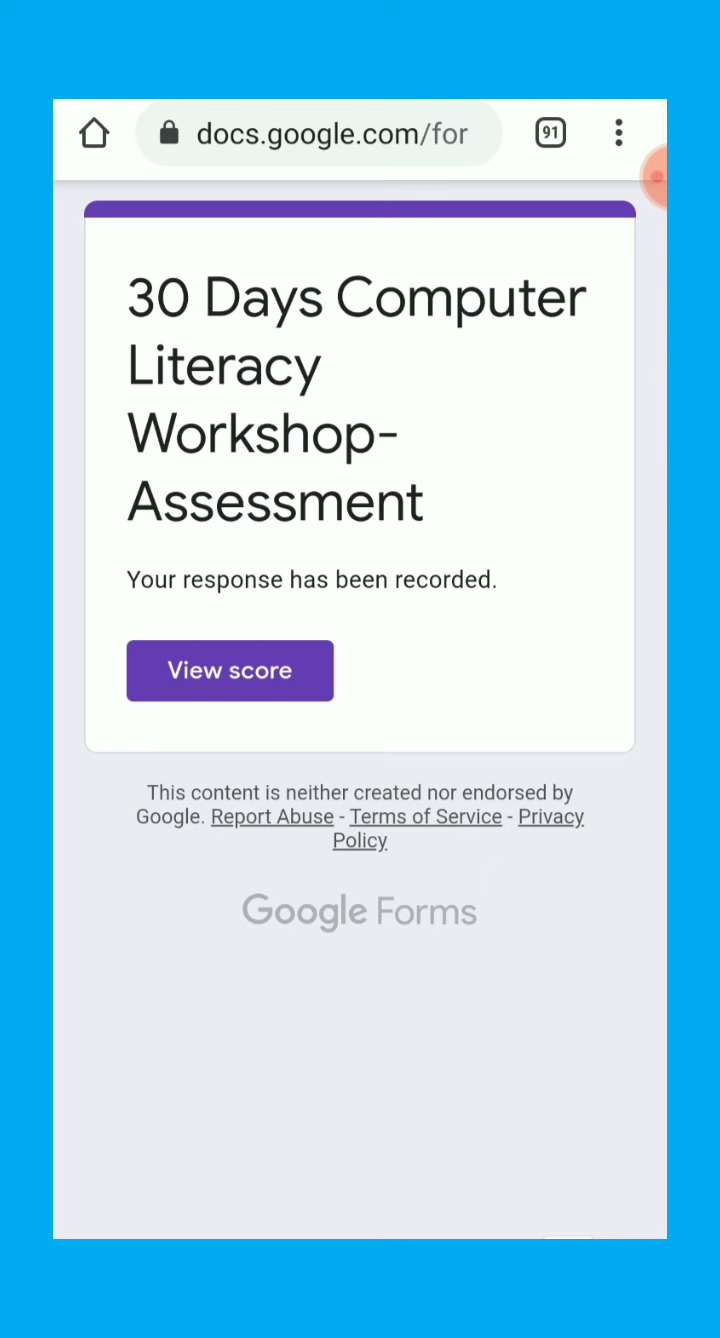 docs.google.com/for
91
30 Days Computer
Literacy
Workshop-
Assessment
Your response has been recorded.
View score
This content is neither created nor endorsed by
Google. Report Abuse - Terms of Service - Privacy
Policy
Google Forms